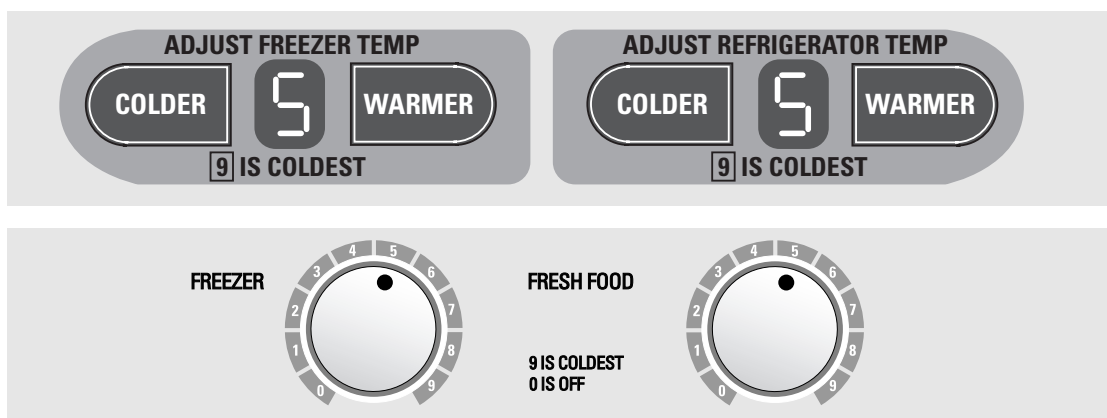 ADJUST FREEZER TEMP
COLDER 5 WARMER
9 IS COLDEST
ADJUST REFRIGERATOR TEMP
COLDER 5 WARMER
9 IS COLDEST
FREEZER
0 1 2 3 4 5 6 7 8 9
FRESH FOOD
9 IS COLDEST
0 IS OFF
0 1 2 3 4 5 6 7 8 9